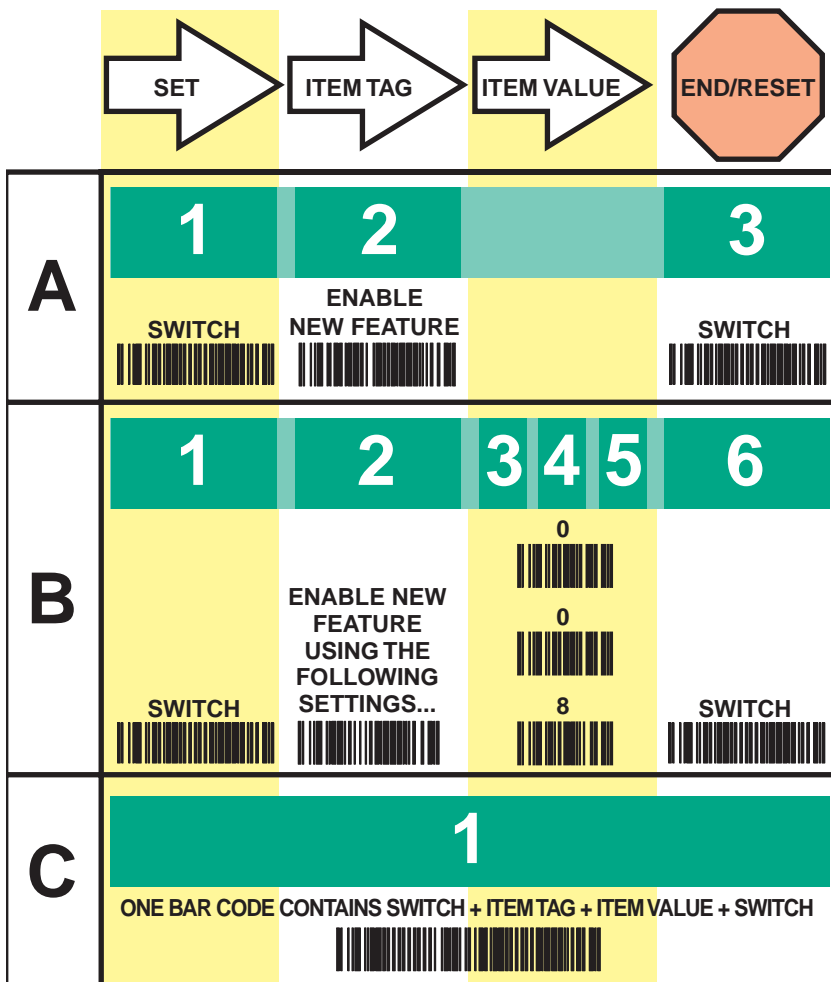 SET
ITEM TAG
ITEM VALUE
END/RESET
A
1
2
3
SWITCH
ENABLE
NEW FEATURE
SWITCH
B
1
2
3
4
5
6
SWITCH
ENABLE NEW
FEATURE
USING THE
FOLLOWING
SETTINGS...
0
0
8
SWITCH
C
1
ONE BAR CODE CONTAINS SWITCH + ITEM TAG + ITEM VALUE + SWITCH